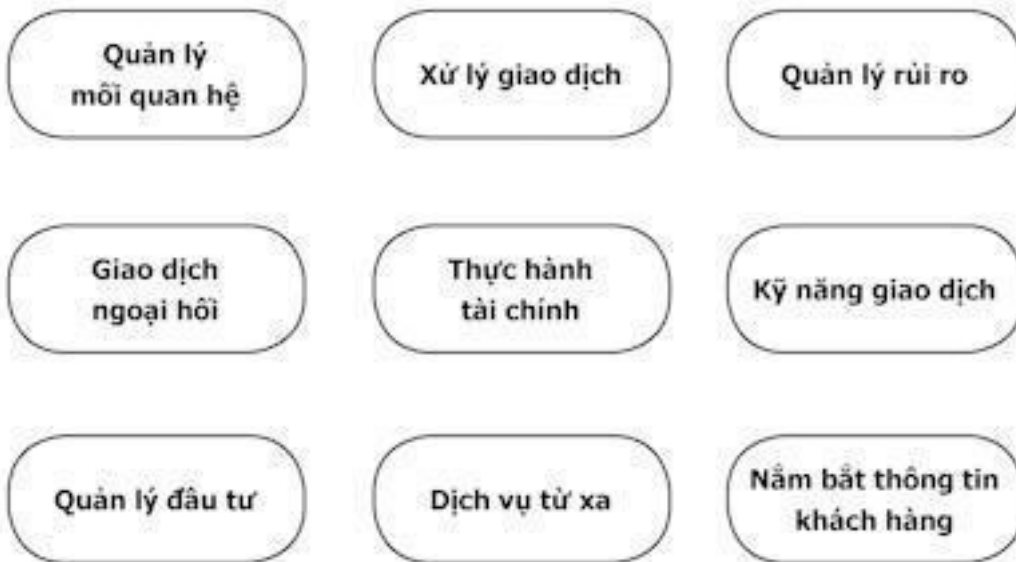 Quản lý
mối quan hệ
Xử lý giao dịch
Quản lý rủi ro
Giao dịch
ngoại hối
Thực hành
tài chính
Kỹ năng giao dịch
Quản lý đầu tư
Dịch vụ từ xa
Nắm bắt thông tin
khách hàng